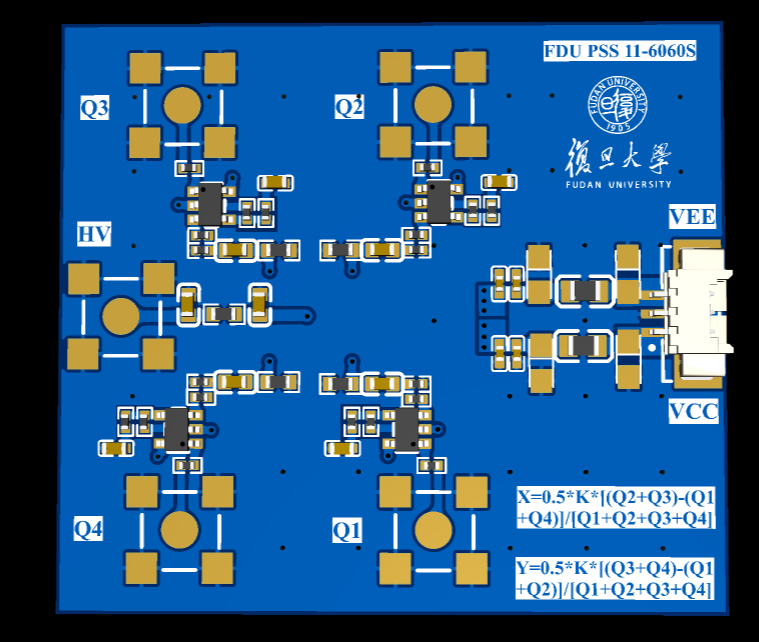 FDU PSS 11-6060S
Q3
Q2
FUDAN UNIVERSITY
1905
復旦大學
FUDAN UNIVERSITY
VEE
HV
VCC
Q4
Q1
X=0.5*K*[(Q2+Q3)-(Q1
+Q4)]/[Q1+Q2+Q3+Q4]
Y=0.5*K*[(Q3+Q4)-(Q1
+Q2)]/[Q1+Q2+Q3+Q4]